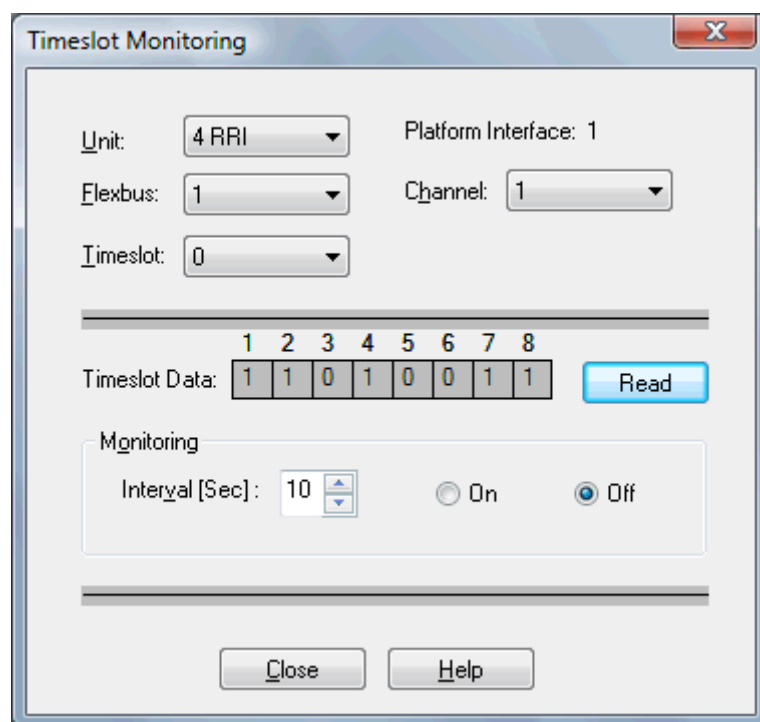 Timeslot Monitoring
Unit: 4 RRI Platform Interface: 1
Flexbus: 1 Channel: 1
Timeslot: 0
1 2 3 4 5 6 7 8
Timeslot Data: 1 1 0 1 0 0 1 1 Read
Monitoring
Interval [Sec] : 10 On Off
Close Help